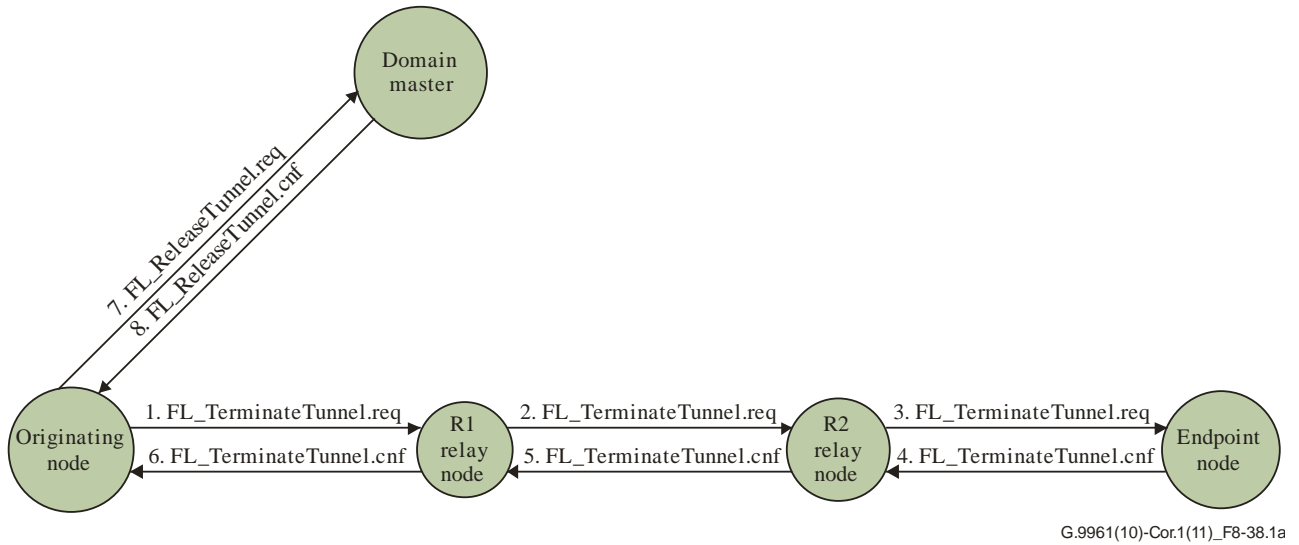 Domain
master
7. FL_ReleaseTunnel.req
8. FL_ReleaseTunnel.cnf
Originating
node
1. FL_TerminateTunnel.req
6. FL_TerminateTunnel.cnf
R1
relay
node
2. FL_TerminateTunnel.req
5. FL_TerminateTunnel.cnf
R2
relay
node
3. FL_TerminateTunnel.req
4. FL_TerminateTunnel.cnf
Endpoint
node
G.9961(10)-Cor.1(11)_F8-38.1a